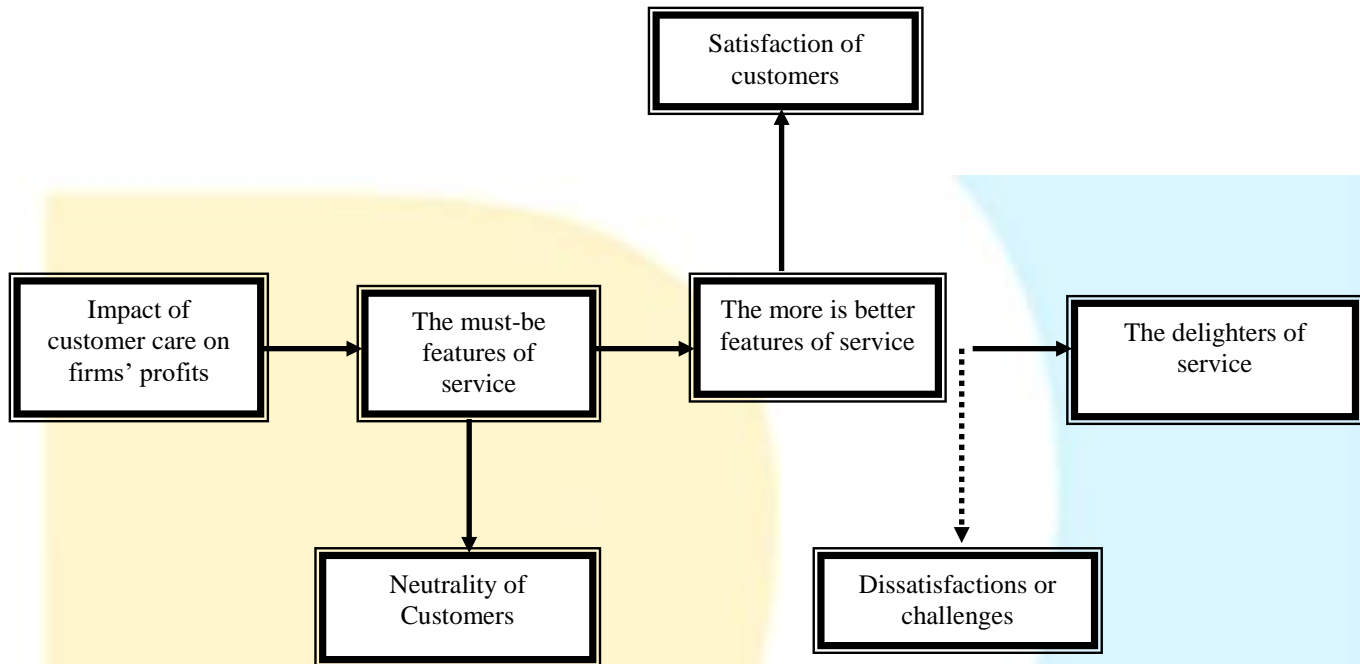 Satisfaction of
customers
Impact of
customer care on
firms’ profits
The must-be
features of
service
The more is better
features of service
The delighters of
service
Neutrality of
Customers
Dissatisfactions or
challenges